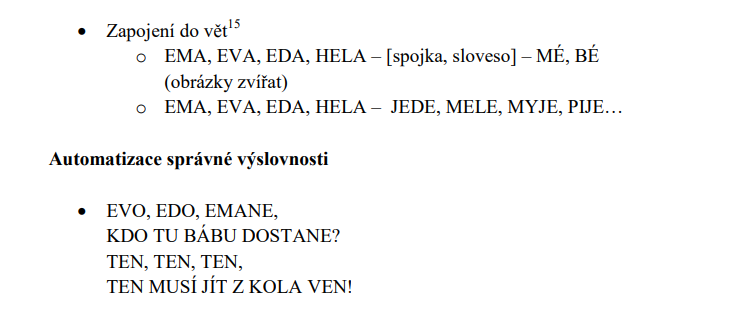 • Zapojení do vět15
o EMA, EVA, EDA, HELA – [spojka, sloveso] – MÉ, BÉ
(obrázky zvířat)
o EMA, EVA, EDA, HELA – JEDE, MELE, MYJE, PIJE…
Automatizace správné výslovnosti
• EVO, EDO, EMANE,
KDO TU BÁBU DOSTANE?
TEN, TEN, TEN,
TEN MUSÍ JÍT Z KOLA VEN!